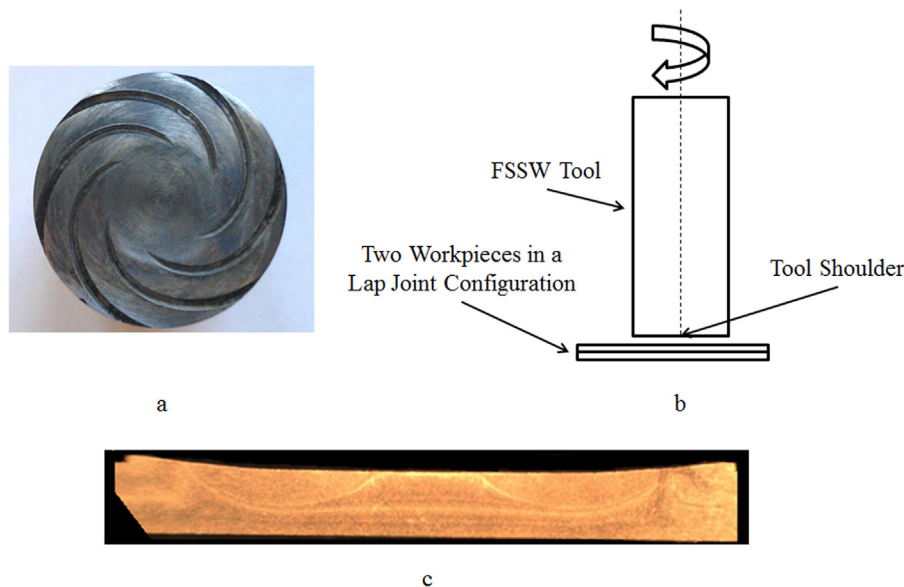 FSSW Tool
Two Workpieces in a
Lap Joint Configuration
Tool Shoulder
a
b
c